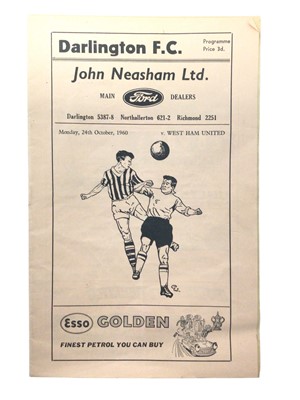 Darlington F.C.
Programme
Price 3d.
John Neasham Ltd.
MAIN Ford DEALERS
Darlington 5387-8 Northallerton 621-2 Richmond 2251
Monday, 24th October, 1960 v. WEST HAM UNITED
Esso GOLDEN
FINEST PETROL YOU CAN BUY